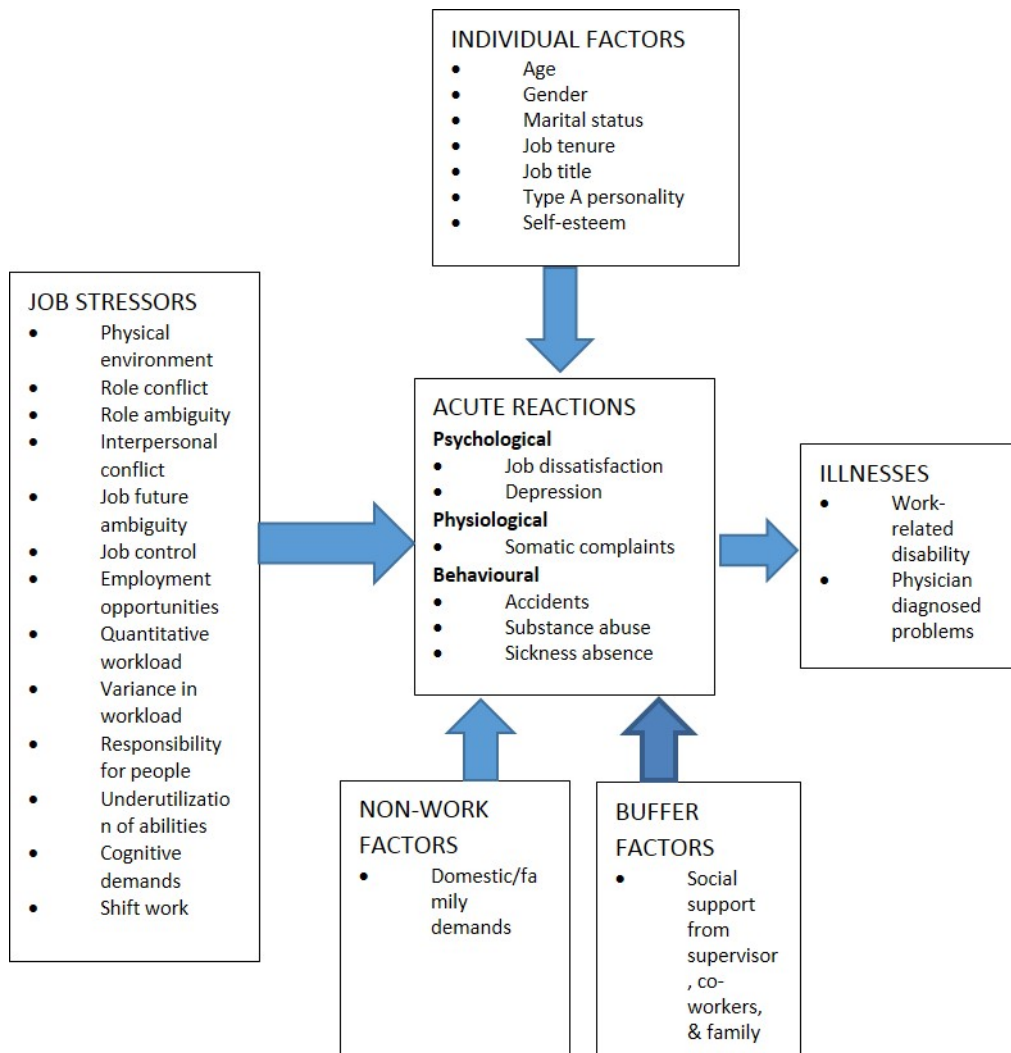 INDIVIDUAL FACTORS
• Age
• Gender
• Marital status
• Job tenure
• Job title
• Type A personality
• Self-esteem
JOB STRESSORS
• Physical
environment
• Role conflict
• Role ambiguity
• Interpersonal
conflict
• Job future
ambiguity
• Job control
• Employment
opportunities
• Quantitative
workload
• Variance in
workload
• Responsibility
for people
• Underutilizatio
n of abilities
• Cognitive
demands
• Shift work
ACUTE REACTIONS
Psychological
• Job dissatisfaction
• Depression
Physiological
• Somatic complaints
Behavioural
• Accidents
• Substance abuse
• Sickness absence
ILLNESSES
• Work-
related
disability
• Physician
diagnosed
problems
NON-WORK
FACTORS
• Domestic/fa
mily
demands
BUFFER
FACTORS
• Social
support
from
supervisor
, co-
workers,
& family